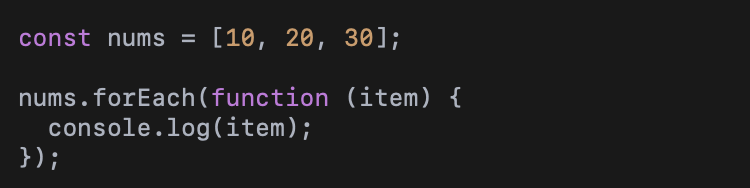 const nums = [10, 20, 30];

nums.forEach(function (item) {
  console.log(item);
});